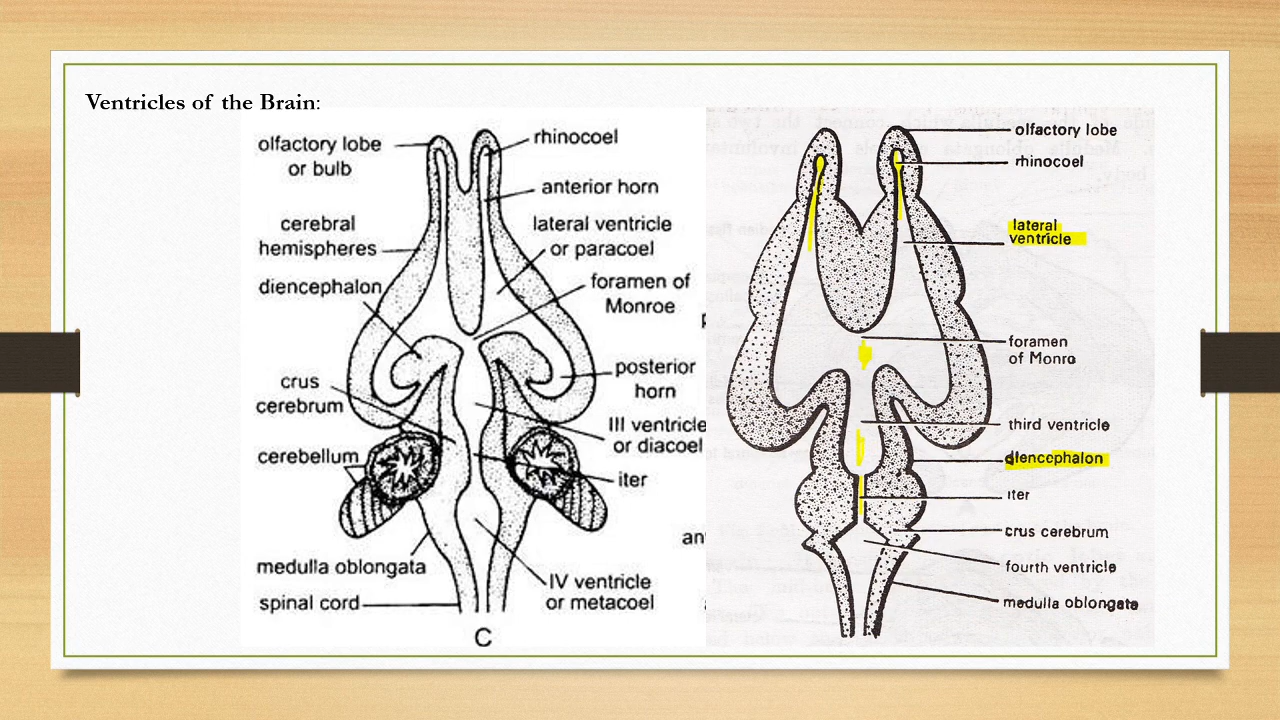 Ventricles of the Brain:
olfactory lobe
or bulb
cerebral
hemispheres
diencephalon
crus
cerebrum
cerebellum
medulla oblongata
spinal cord
rhinocoel
anterior horn
lateral ventricle
or paracoel
foramen of
Monroe
posterior
horn
III ventricle
or diacoel
iter
IV ventricle
or metacoel
C
olfactory lobe
rhinocoel
lateral
ventricle
foramen
of Monro
third ventricle
diencephalon
iter
crus cerebrum
fourth ventricle
medulla oblongata